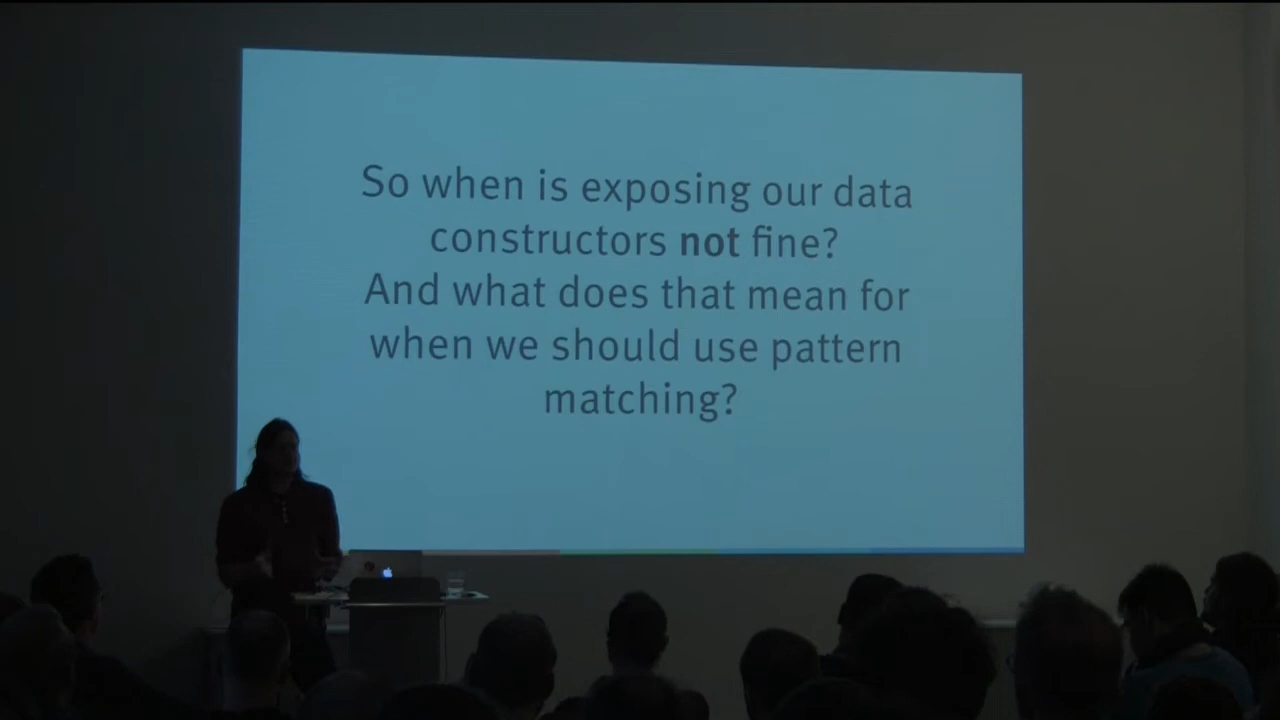 So when is exposing our data
constructors not fine?
And what does that mean for
when we should use pattern
matching?